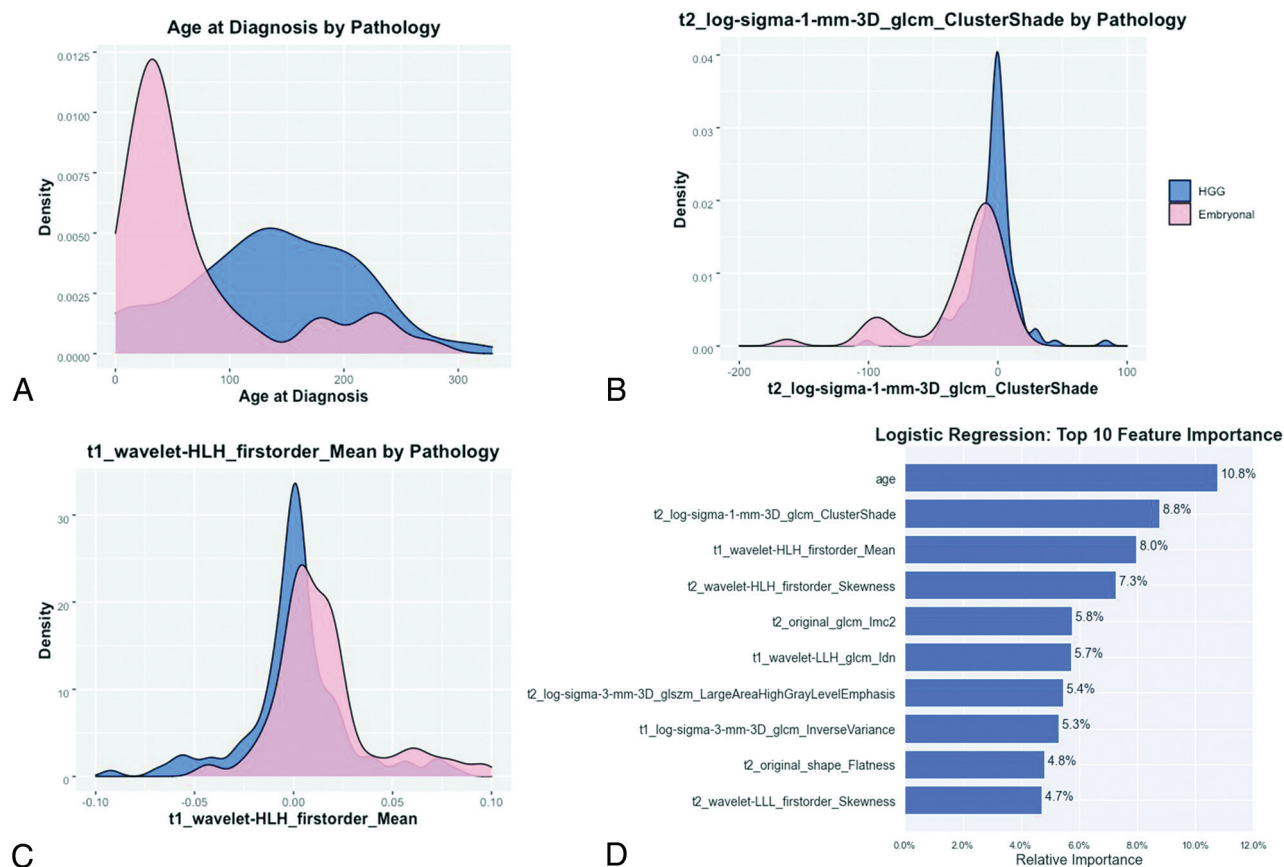 Age at Diagnosis by Pathology
0.0125
0.0100
0.0075
0.0050
0.0025
0.0000
Density
0 100 200 300
Age at Diagnosis
A
t2_log-sigma-1-mm-3D_glcm_ClusterShade by Pathology
0.04
0.03
0.02
0.01
0.00
Density
-200 -100 0 100
t2_log-sigma-1-mm-3D_glcm_ClusterShade
HGG
Embryonal
B
t1_wavelet-HLH_firstorder_Mean by Pathology
30
20
10
0
Density
-0.10 -0.05 0.00 0.05 0.10
t1_wavelet-HLH_firstorder_Mean
C
Logistic Regression: Top 10 Feature Importance
age 10.8%
t2_log-sigma-1-mm-3D_glcm_ClusterShade 8.8%
t1_wavelet-HLH_firstorder_Mean 8.0%
t2_wavelet-HLH_firstorder_Skewness 7.3%
t2_original_glcm_Imc2 5.8%
t1_wavelet-LLH_glcm_Idn 5.7%
t2_log-sigma-3-mm-3D_glszm_LargeAreaHighGrayLevelEmphasis 5.4%
t1_log-sigma-3-mm-3D_glcm_InverseVariance 5.3%
t2_original_shape_Flatness 4.8%
t2_wavelet-LLL_firstorder_Skewness 4.7%
0.0% 2.0% 4.0% 6.0% 8.0% 10.0% 12.0%
Relative Importance
D